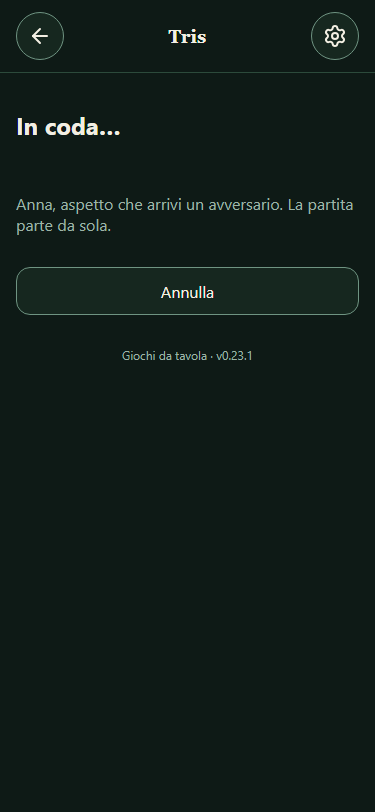 Tris
In coda...
Anna, aspetto che arrivi un avversario. La partita
parte da sola.
Annulla
Giochi da tavola · v0.23.1